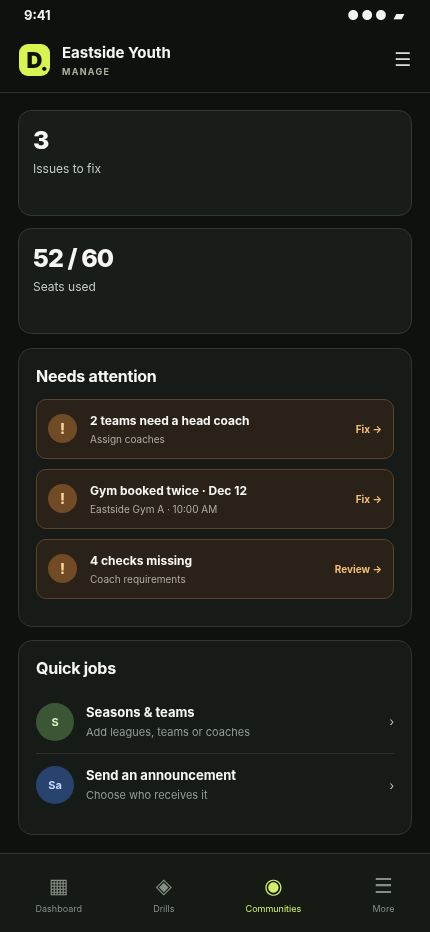 9:41
D.
Eastside Youth
MANAGE
3
Issues to fix
52 / 60
Seats used
Needs attention
!
2 teams need a head coach
Assign coaches
Fix →
!
Gym booked twice · Dec 12
Eastside Gym A · 10:00 AM
Fix →
!
4 checks missing
Coach requirements
Review →
Quick jobs
S
Seasons & teams
Add leagues, teams or coaches
›
Sa
Send an announcement
Choose who receives it
›
Dashboard
Drills
Communities
More